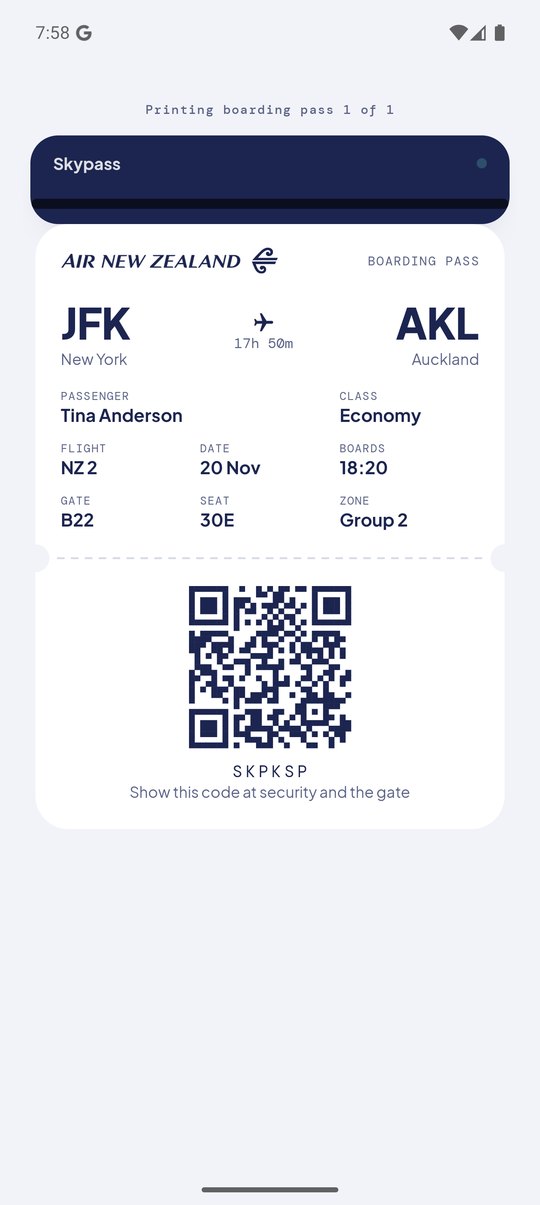 7:58
Printing boarding pass 1 of 1
Skypass
AIR NEW ZEALAND
BOARDING PASS
JFK
AKL
17h 50m
New York
Auckland
PASSENGER
CLASS
Tina Anderson
Economy
FLIGHT
DATE
BOARDS
NZ 2
20 Nov
18:20
GATE
SEAT
ZONE
B22
30E
Group 2
SKPKSP
Show this code at security and the gate